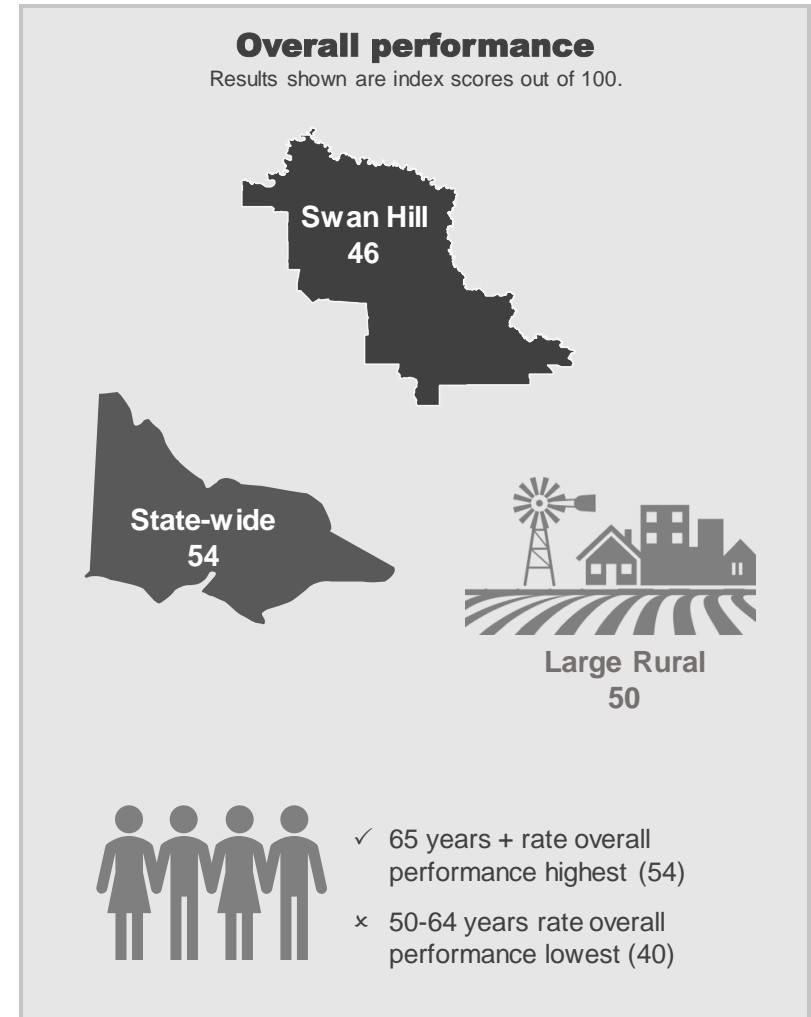 Overall performance
Results shown are index scores out of 100.
Swan Hill
46
State-wide
54
Large Rural
50
✓ 65 years + rate overall
performance highest (54)
× 50-64 years rate overall
performance lowest (40)